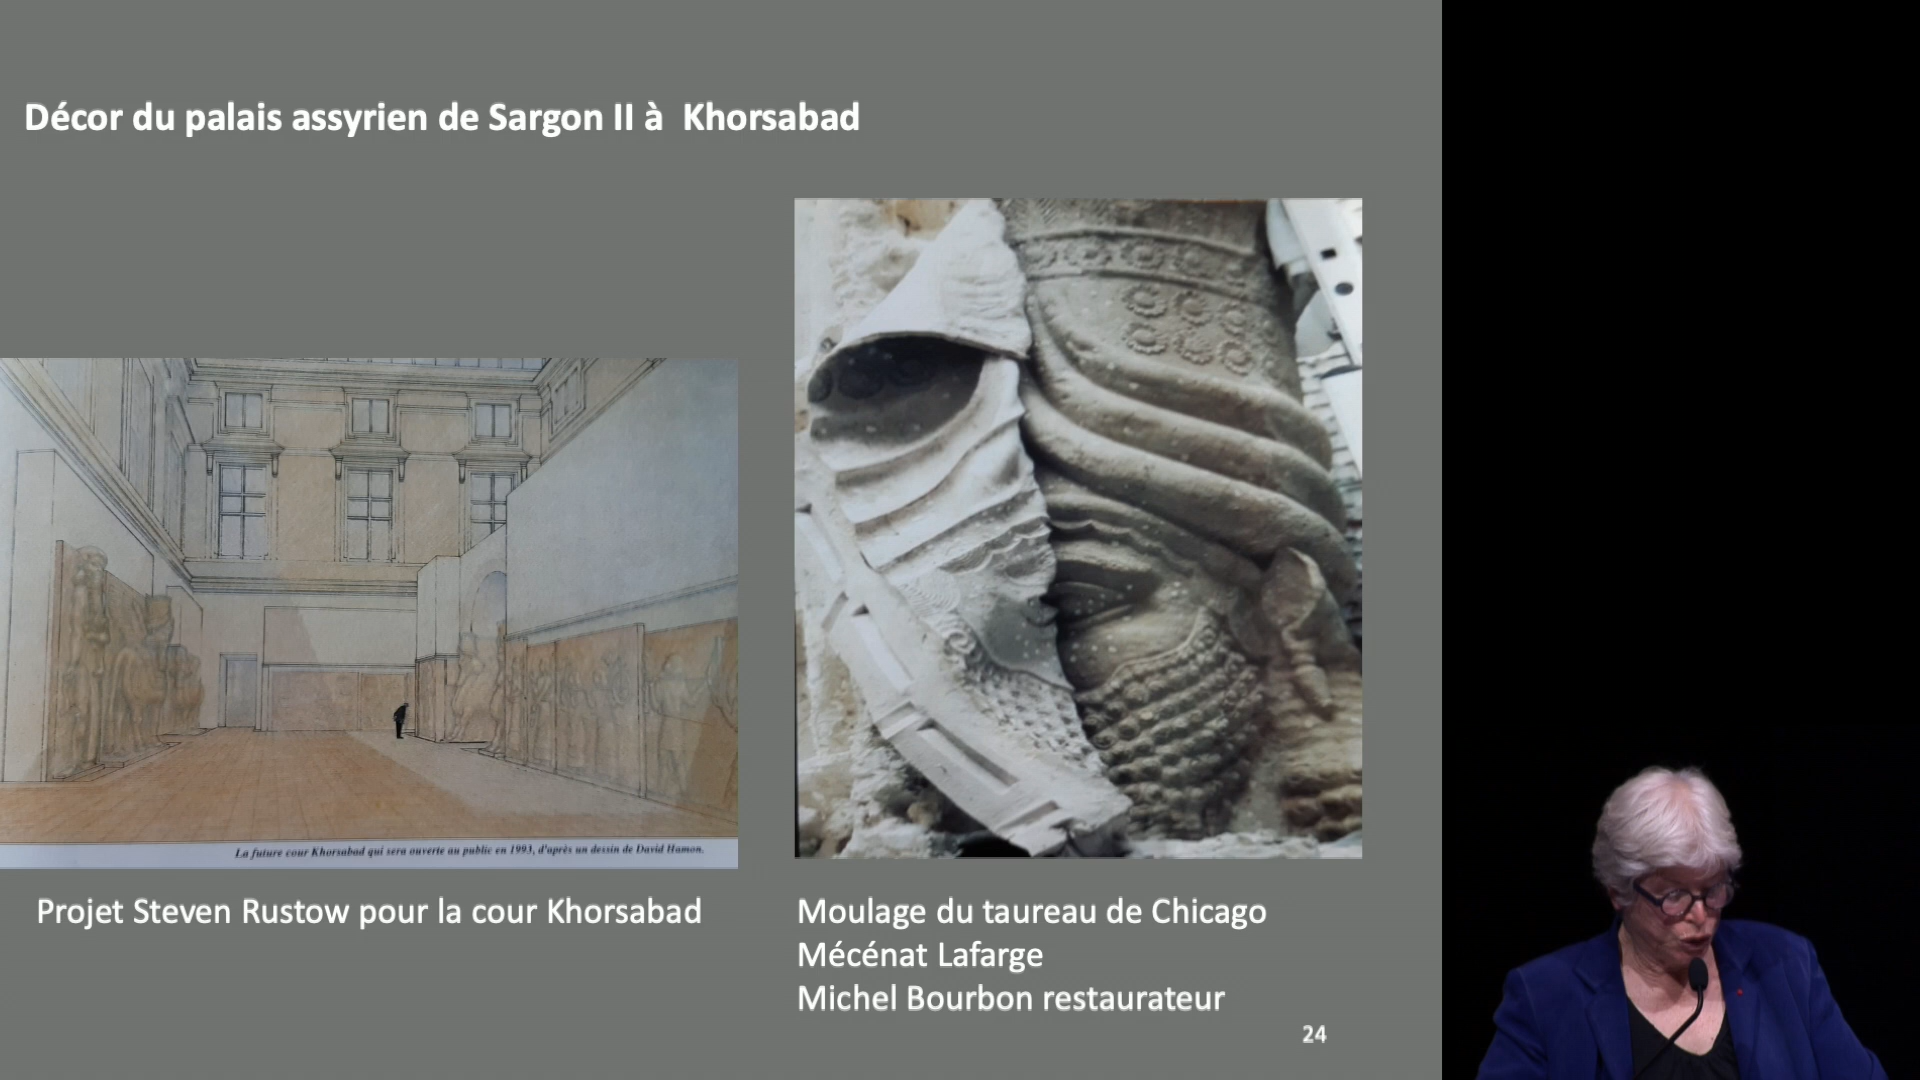 Décor du palais assyrien de Sargon II à Khorsabad
La future cour Khorsabad qui sera ouverte au public en 1993, d'après un dessin de David Hamon.
Projet Steven Rustow pour la cour Khorsabad
Moulage du taureau de Chicago
Mécénat Lafarge
Michel Bourbon restaurateur
24